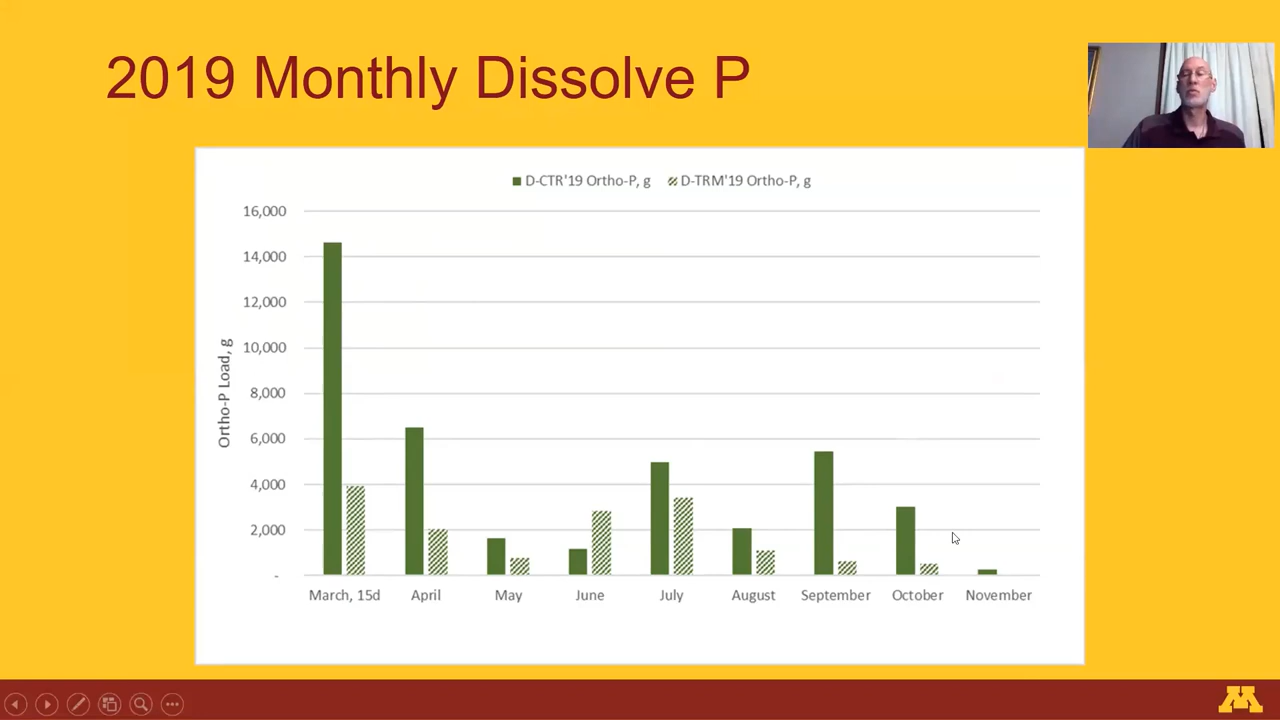 2019 Monthly Dissolve P
D-CTR'19 Ortho-P, g D-TRM'19 Ortho-P, g
Ortho-P Load, g
16,000
14,000
12,000
10,000
8,000
6,000
4,000
2,000
-
March, 15d April May June July August September October November
M